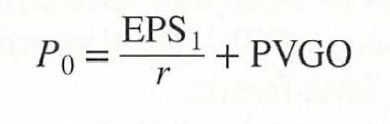 P₀ = EPS₁ / r + PVGO